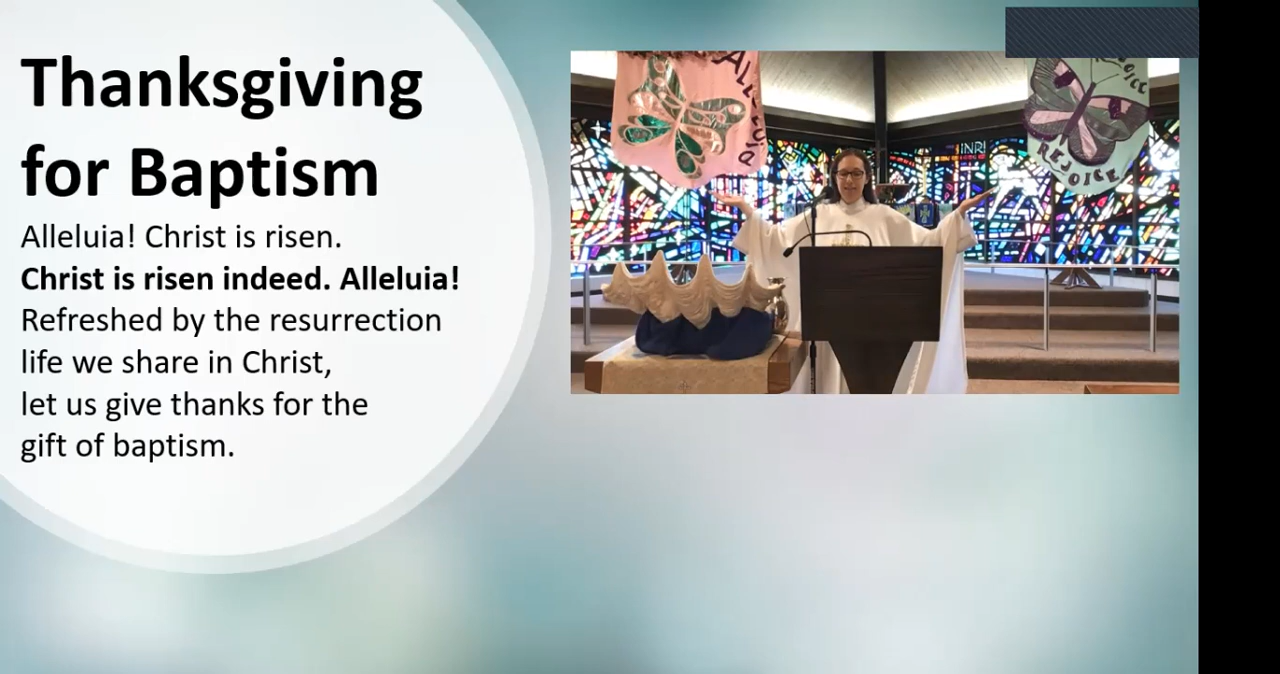 Thanksgiving
for Baptism
Alleluia! Christ is risen.
Christ is risen indeed. Alleluia!
Refreshed by the resurrection
life we share in Christ,
let us give thanks for the
gift of baptism.
ALLELUIA
INRI
REJOICE